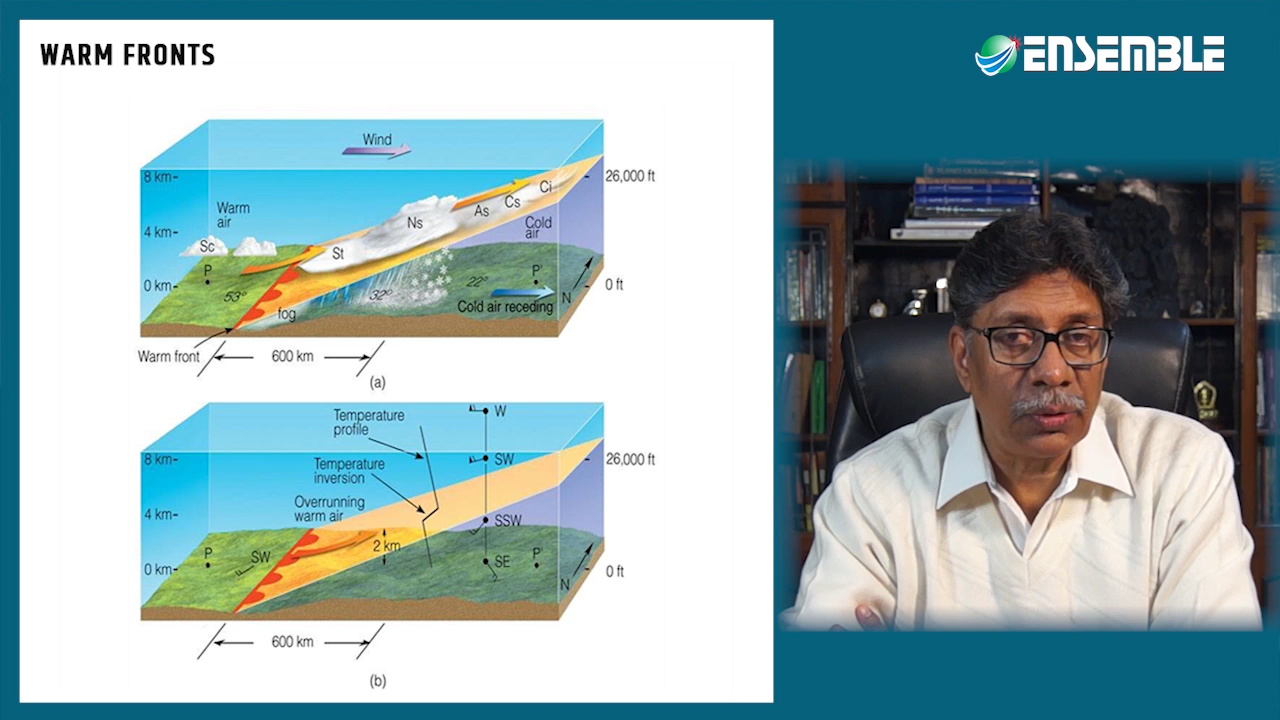 WARM FRONTS
ENSEMBLE
Wind
8 km
26,000 ft
Ci
Cs
As
Ns
Warm
air
Cold
air
4 km
Sc
St
P
P'
0 km
0 ft
53°
32°
22°
N
fog
Cold air receding
Warm front
600 km
(a)
Temperature
profile
W
8 km
SW
26,000 ft
Temperature
inversion
Overrunning
warm air
4 km
SSW
2 km
P
SW
SE
P'
0 km
0 ft
N
600 km
(b)